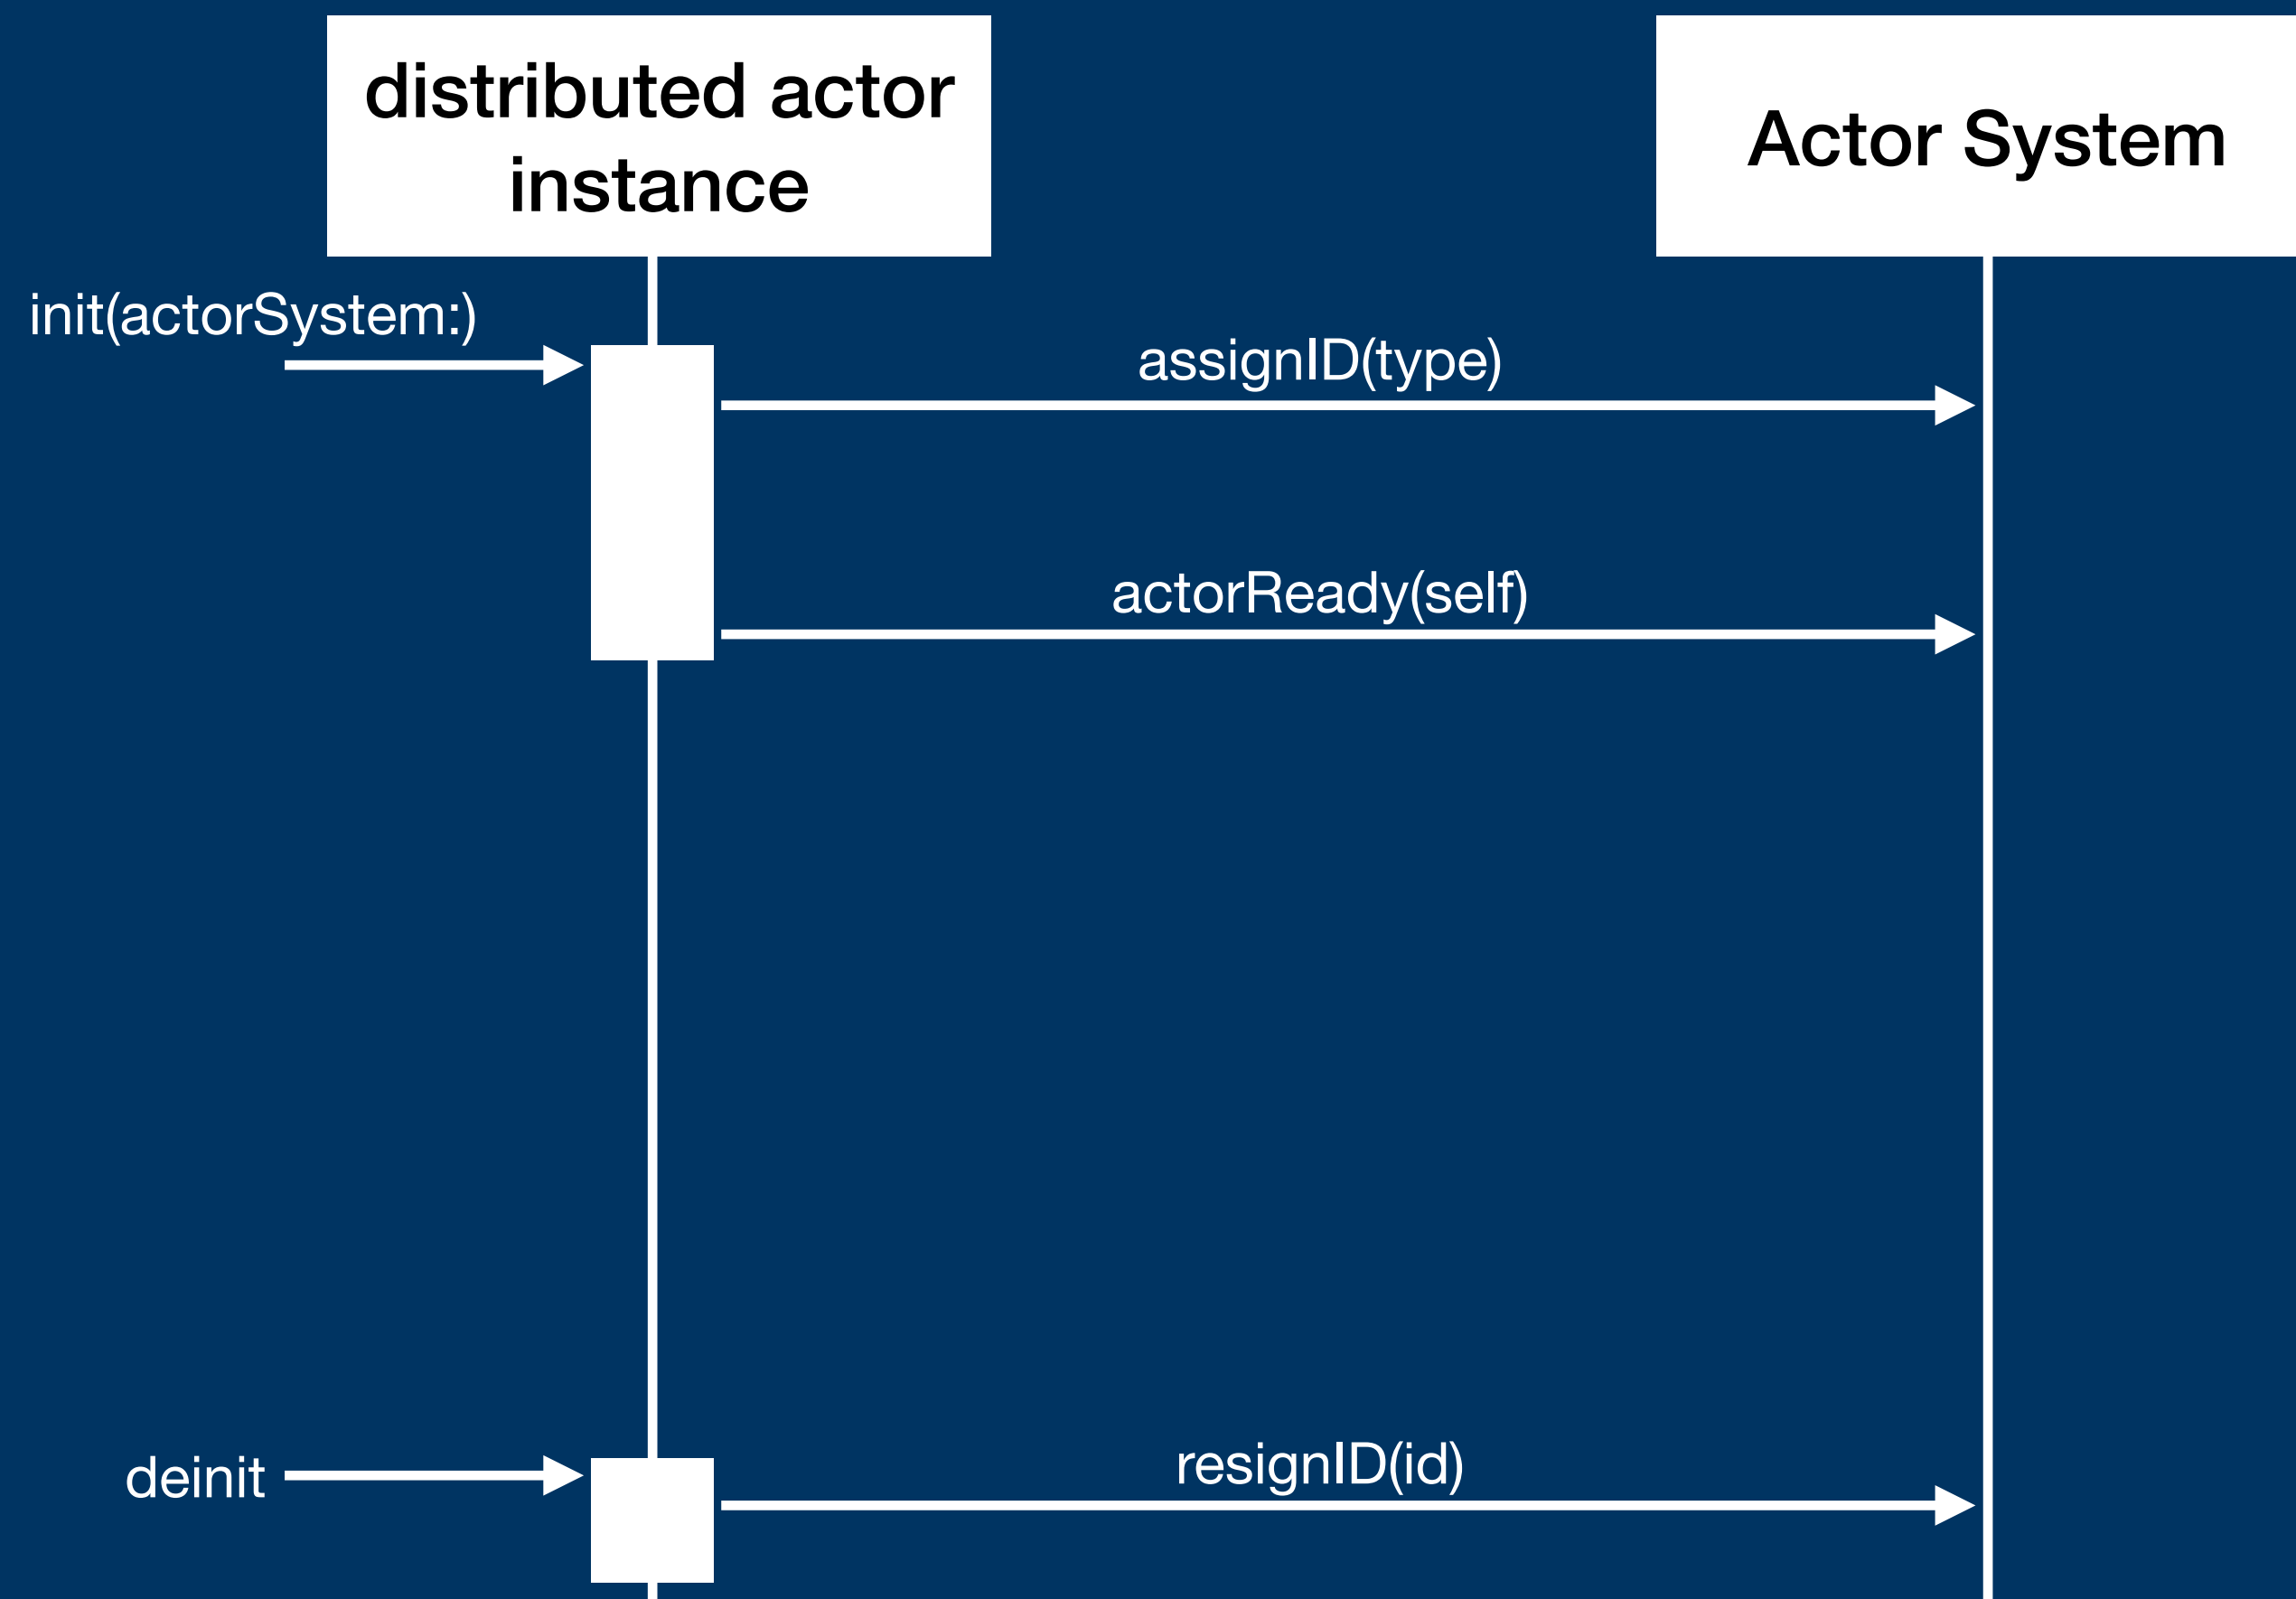 distributed actor
instance
Actor System
init(actorSystem:)
assignID(type)
actorReady(self)
deinit
resignID(id)